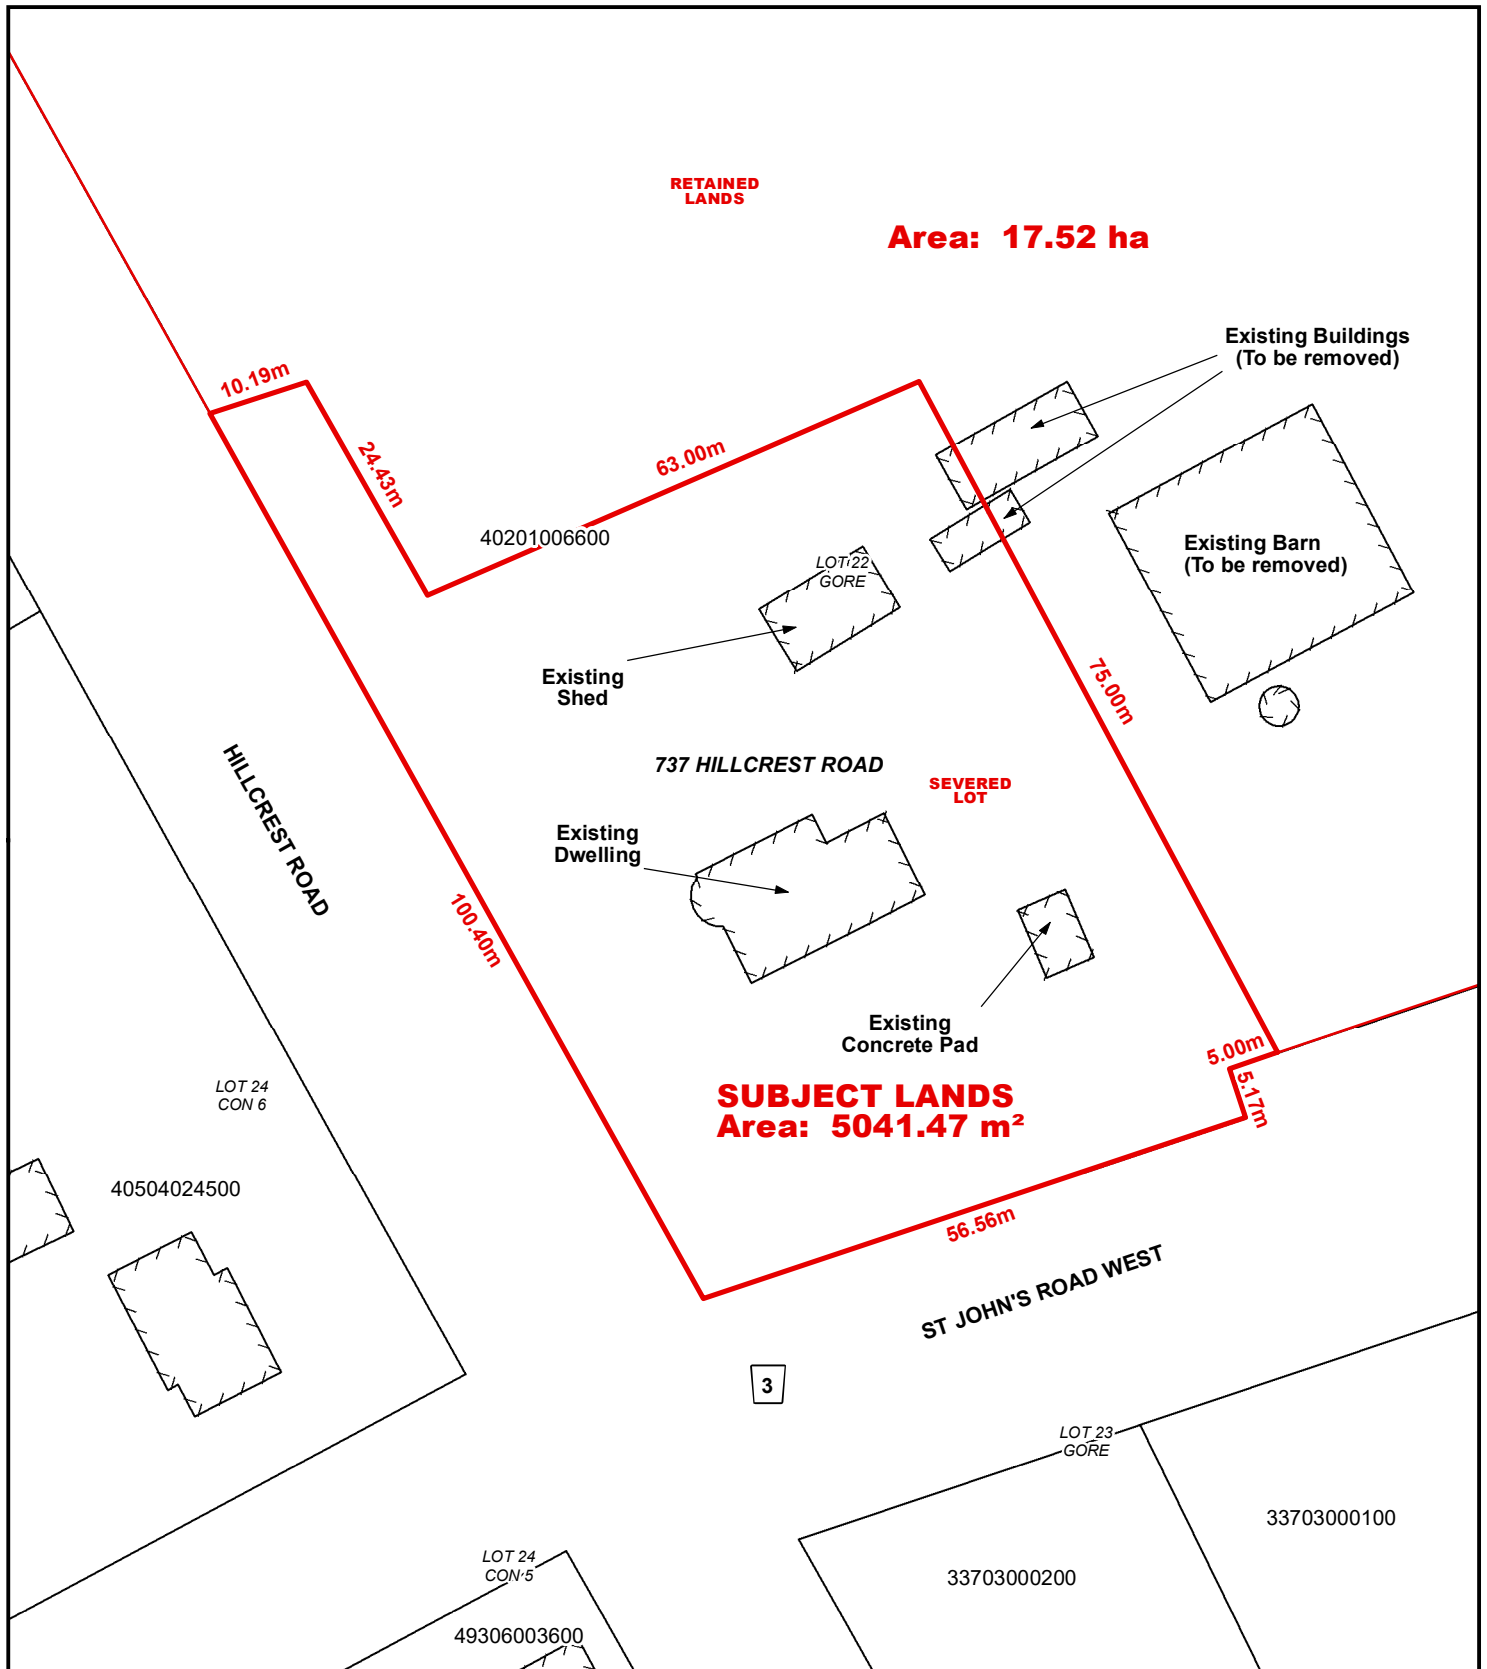 RETAINED
LANDS
Area: 17.52 ha
Existing Buildings
(To be removed)
10.19m
24.43m
63.00m
40201006600
LOT 22
GORE
Existing Barn
(To be removed)
Existing
Shed
75.00m
737 HILLCREST ROAD
SEVERED
LOT
HILLCREST ROAD
Existing
Dwelling
100.40m
Existing
Concrete Pad
5.00m
5.17m
SUBJECT LANDS
Area: 5041.47 m²
LOT 24
CON 6
40504024500
56.56m
ST JOHN'S ROAD WEST
3
LOT 23
GORE
33703000100
LOT 24
CON 5
33703000200
49306003600